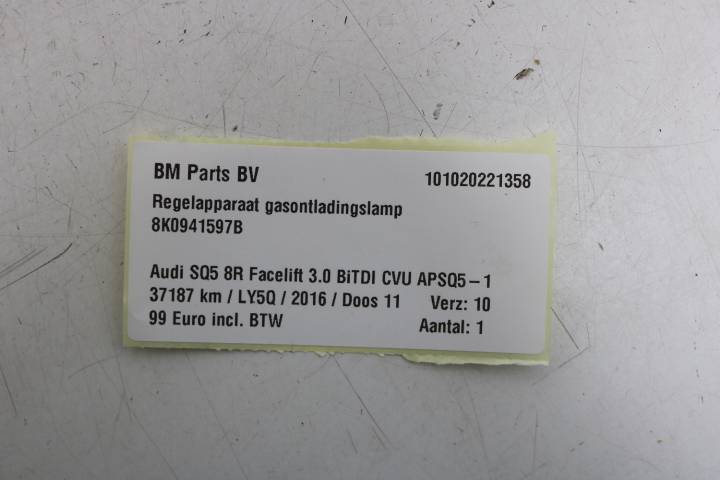 BM Parts BV 101020221358
Regelapparaat gasontladingslamp
8K0941597B
Audi SQ5 8R Facelift 3.0 BiTDI CVU APSQ5-1
37187 km / LY5Q / 2016 / Doos 11 Verz: 10
99 Euro incl. BTW Aantal: 1